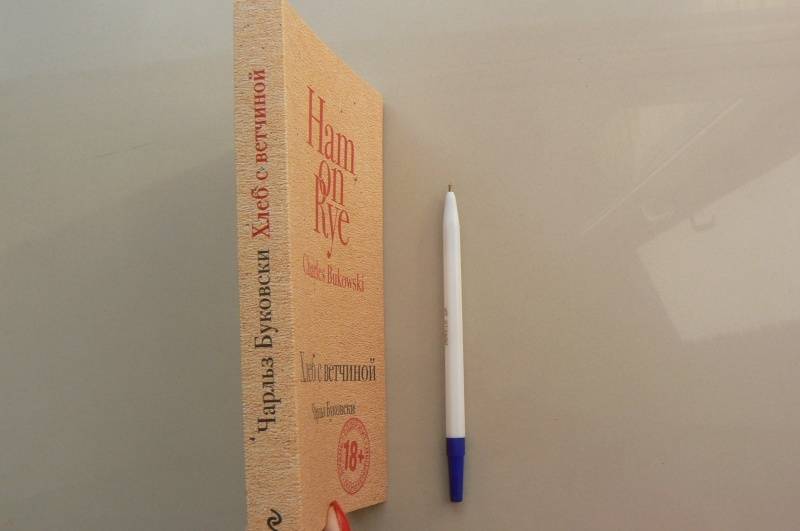 Чарльз Буковски Хлеб с ветчиной
Ham
on
Rye
Charles Bukowski
Хлеб с ветчиной
Чарльз Буковски
18+